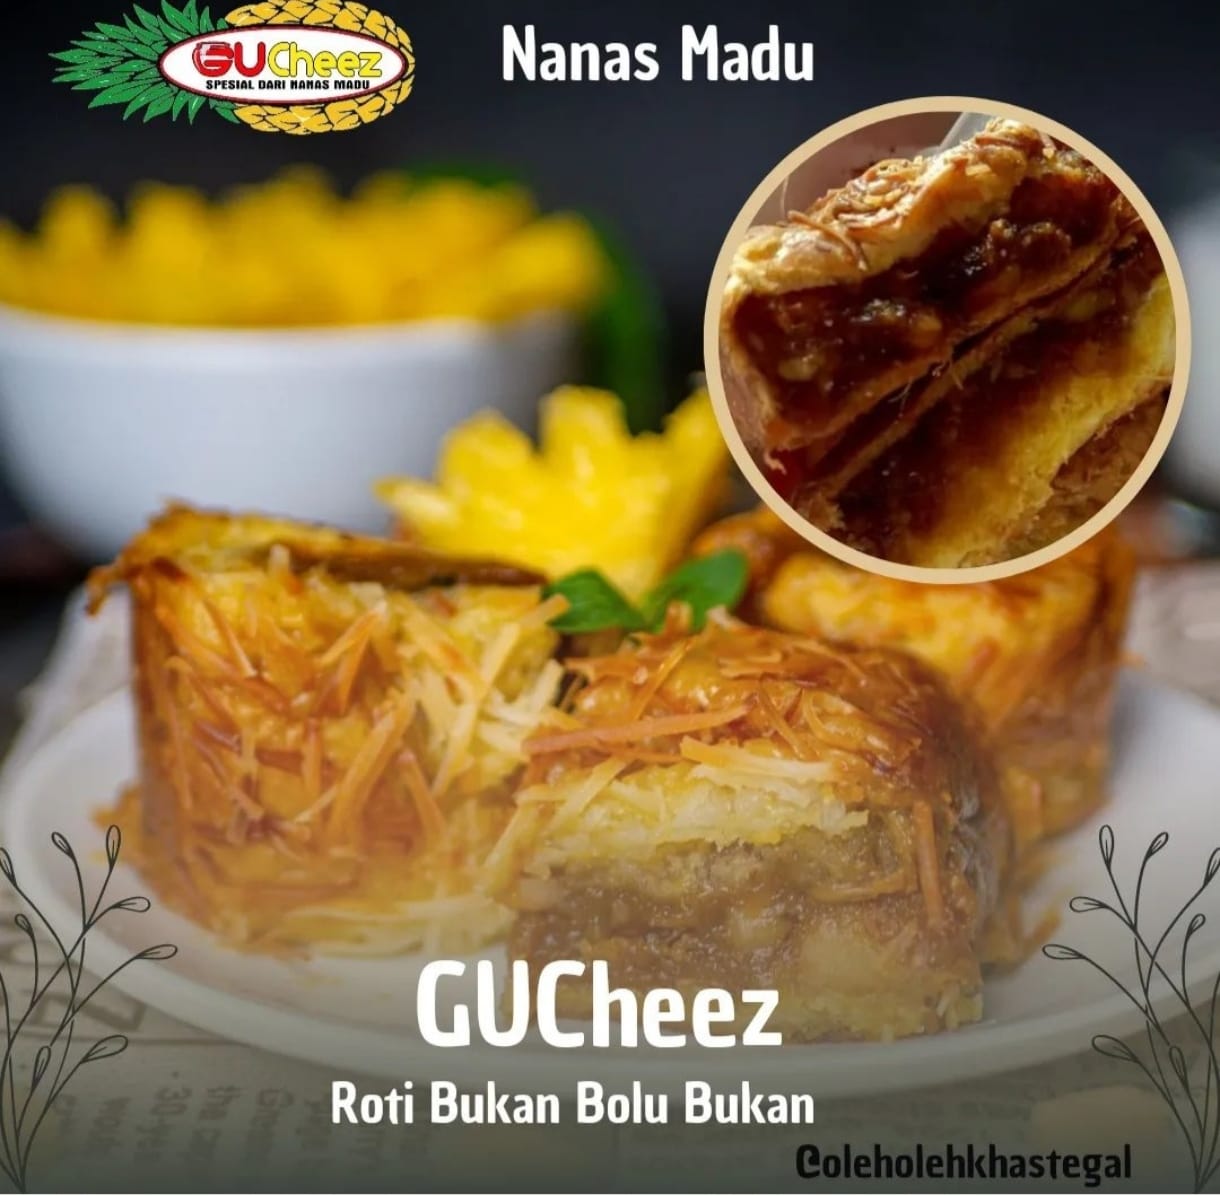 GUCheez
SPESIAL DARI NANAS MADU
Nanas Madu
GUCheez
Roti Bukan Bolu Bukan
@oleholehkhastegal